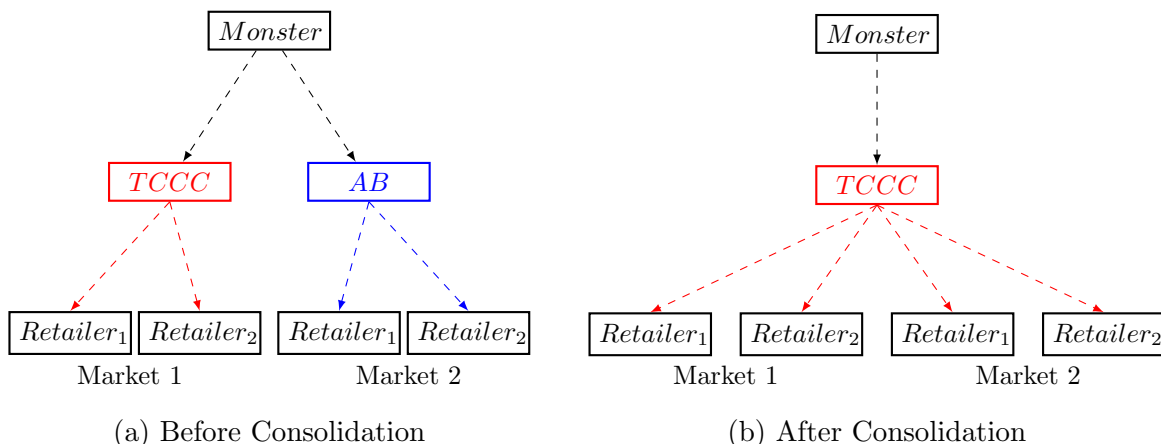 Monster
TCCC
AB
Retailer1
Retailer2
Retailer1
Retailer2
Market 1
Market 2
(a) Before Consolidation
Monster
TCCC
Retailer1
Retailer2
Retailer1
Retailer2
Market 1
Market 2
(b) After Consolidation